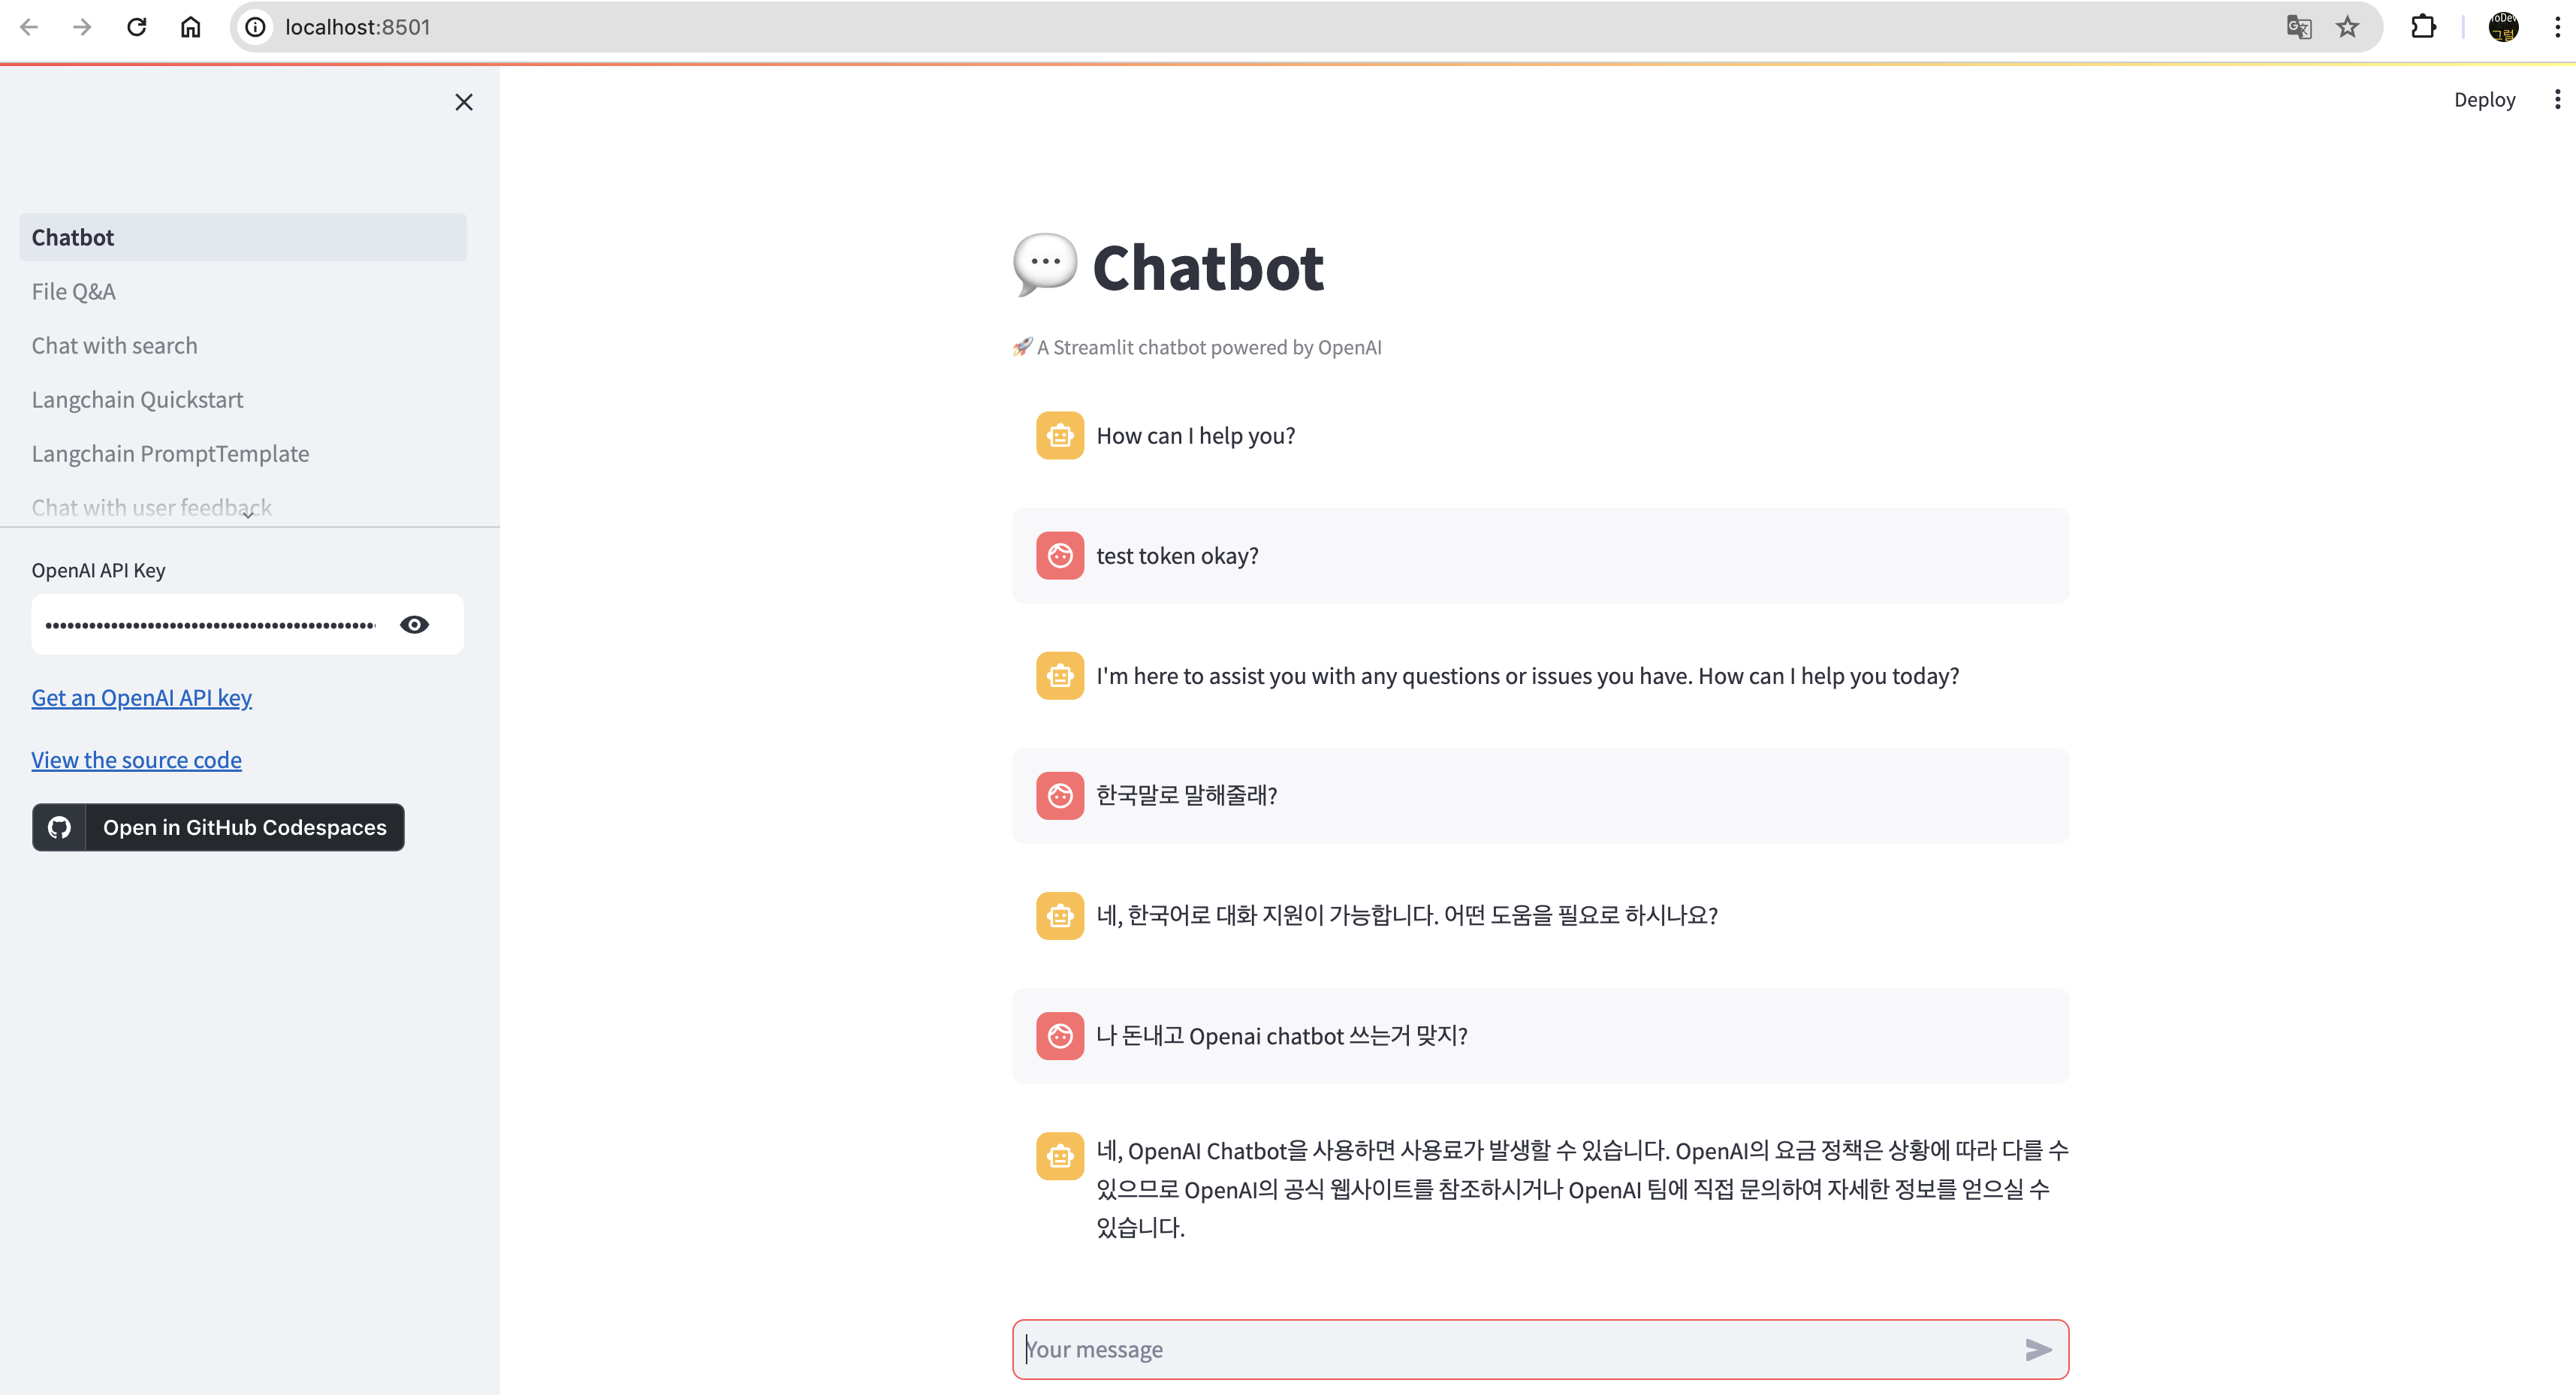 localhost:8501
그럴
Deploy
Chatbot
File Q&A
Chat with search
Langchain Quickstart
Langchain PromptTemplate
Chat with user feedback
OpenAI API Key
Get an OpenAI API key
View the source code
Open in GitHub Codespaces
💬 Chatbot
🚀 A Streamlit chatbot powered by OpenAI
How can I help you?
test token okay?
I'm here to assist you with any questions or issues you have. How can I help you today?
한국말로 말해줄래?
네, 한국어로 대화 지원이 가능합니다. 어떤 도움을 필요로 하시나요?
나 돈내고 Openai chatbot 쓰는거 맞지?
네, OpenAI Chatbot을 사용하면 사용료가 발생할 수 있습니다. OpenAI의 요금 정책은 상황에 따라 다를 수
있으므로 OpenAI의 공식 웹사이트를 참조하시거나 OpenAI 팀에 직접 문의하여 자세한 정보를 얻으실 수
있습니다.
Your message